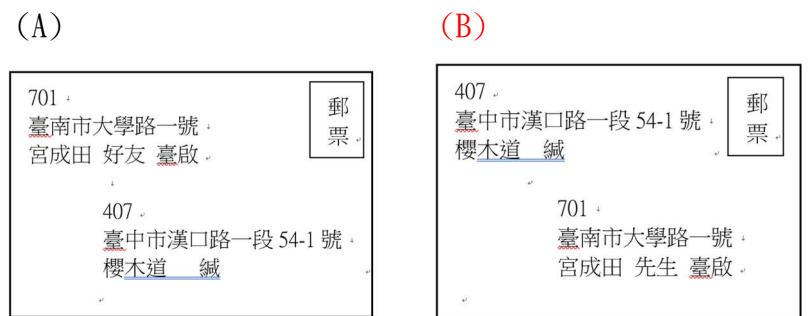 (A)
701
臺南市大學路一號
宮成田 好友 臺啟
郵票
407
臺中市漢口路一段 54-1 號
櫻木道 緘
(B)
407
臺中市漢口路一段 54-1 號
櫻木道 緘
郵票
701
臺南市大學路一號
宮成田 先生 臺啟